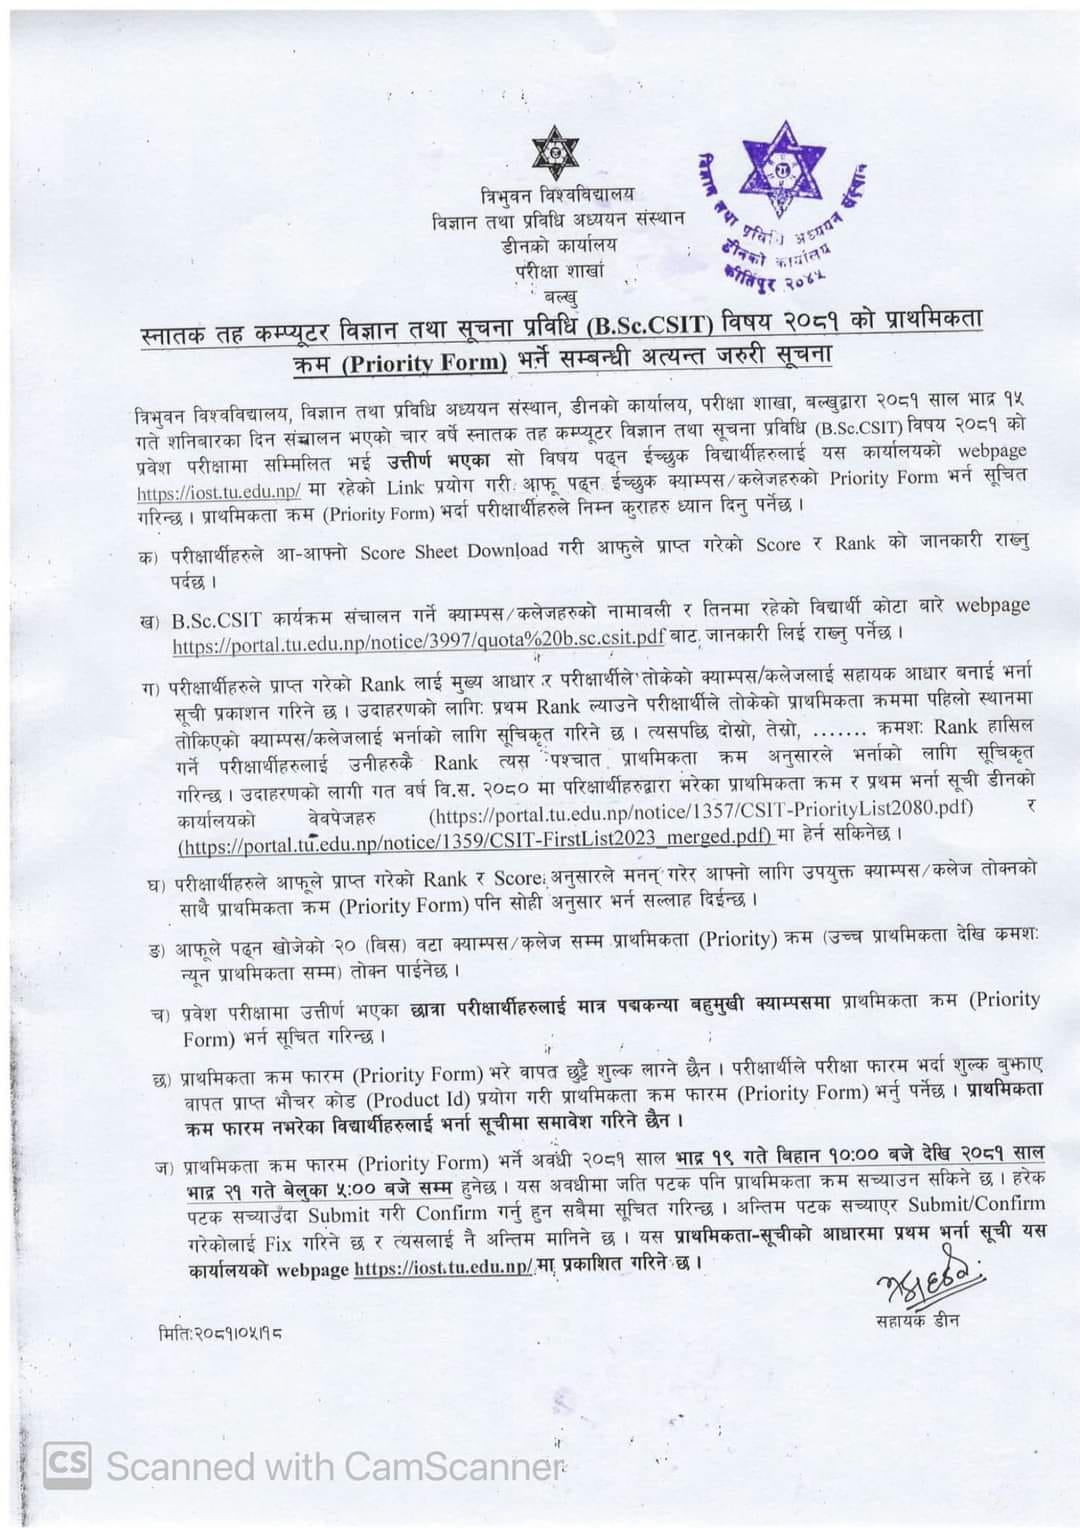 त्रिभुवन विश्वविद्यालय
विज्ञान तथा प्रविधि अध्ययन संस्थान
डीनको कार्यालय
परीक्षा शाखा
बल्खु
विज्ञान तथा प्रविधि अध्ययन संस्थान
डीनको कार्यालय
कीर्तिपुर २०४५
स्नातक तह कम्प्यूटर विज्ञान तथा सूचना प्रविधि (B.Sc.CSIT) विषय २०८१ को प्राथमिकता
क्रम (Priority Form) भर्ने सम्बन्धी अत्यन्त जरुरी सूचना
त्रिभुवन विश्वविद्यालय, विज्ञान तथा प्रविधि अध्ययन संस्थान, डीनको कार्यालय, परीक्षा शाखा, बल्खुद्वारा २०८१ साल भाद्र १५
गते शनिबारका दिन संचालन भएको चार वर्षे स्नातक तह कम्प्यूटर विज्ञान तथा सूचना प्रविधि (B.Sc.CSIT) विषय २०८१ को
प्रवेश परीक्षामा सम्मिलित भई उत्तीर्ण भएका सो विषय पढ्न ईच्छुक विद्यार्थीहरुलाई यस कार्यालयको webpage
https://iost.tu.edu.np/ मा रहेको Link प्रयोग गरी आफू पढ्न ईच्छुक क्याम्पस/कलेजहरुको Priority Form भर्न सूचित
गरिन्छ । प्राथमिकता क्रम (Priority Form) भर्दा परीक्षार्थीहरुले निम्न कुराहरु ध्यान दिनु पर्नेछ ।
क) परीक्षार्थीहरुले आ-आफ्नो Score Sheet Download गरी आफुले प्राप्त गरेको Score र Rank को जानकारी राख्नु
पर्दछ ।
ख) B.Sc.CSIT कार्यक्रम संचालन गर्ने क्याम्पस/कलेजहरुको नामावली र तिनमा रहेको विद्यार्थी कोटा बारे webpage
https://portal.tu.edu.np/notice/3997/quota%20b.sc.csit.pdf बाट जानकारी लिई राख्नु पर्नेछ ।
ग) परीक्षार्थीहरुले प्राप्त गरेको Rank लाई मुख्य आधार र परीक्षार्थीले तोकेको क्याम्पस/कलेजलाई सहायक आधार बनाई भर्ना
सूची प्रकाशन गरिने छ । उदाहरणको लागि: प्रथम Rank ल्याउने परीक्षार्थीले तोकेको प्राथमिकता क्रममा पहिलो स्थानमा
तोकिएको क्याम्पस/कलेजलाई भर्नाको लागि सूचिकृत गरिने छ । त्यसपछि दोस्रो, तेस्रो, ....... क्रमश: Rank हासिल
गर्ने परीक्षार्थीहरुलाई उनीहरुकै Rank त्यस पश्चात प्राथमिकता क्रम अनुसारले भर्नाको लागि सूचिकृत
गरिन्छ । उदाहरणको लागी गत वर्ष वि.स. २०८० मा परिक्षार्थीहरुद्वारा भरेका प्राथमिकता क्रम र प्रथम भर्ना सूची डीनको
कार्यालयको वेवपेजहरु (https://portal.tu.edu.np/notice/1357/CSIT-PriorityList2080.pdf) र
(https://portal.tu.edu.np/notice/1359/CSIT-FirstList2023_merged.pdf) मा हेर्न सकिनेछ ।
घ) परीक्षार्थीहरुले आफूले प्राप्त गरेको Rank र Score अनुसारले मनन् गरेर आफ्नो लागि उपयुक्त क्याम्पस/कलेज तोक्नको
साथै प्राथमिकता क्रम (Priority Form) पनि सोही अनुसार भर्न सल्लाह दिईन्छ ।
ङ) आफूले पढ्न खोजेको २० (बिस) वटा क्याम्पस/कलेज सम्म प्राथमिकता (Priority) क्रम (उच्च प्राथमिकता देखि क्रमश:
न्यून प्राथमिकता सम्म) तोक्न पाईनेछ ।
च) प्रवेश परीक्षामा उत्तीर्ण भएका छात्रा परीक्षार्थीहरुलाई मात्र पद्मकन्या बहुमुखी क्याम्पसमा प्राथमिकता क्रम (Priority
Form) भर्न सूचित गरिन्छ ।
छ) प्राथमिकता क्रम फारम (Priority Form) भरे वापत छुट्टै शुल्क लाग्ने छैन । परीक्षार्थीले परीक्षा फारम भर्दा शुल्क बुझाए
वापत प्राप्त भौचर कोड (Product Id) प्रयोग गरी प्राथमिकता क्रम फारम (Priority Form) भर्नु पर्नेछ । प्राथमिकता
क्रम फारम नभरेका विद्यार्थीहरुलाई भर्ना सूचीमा समावेश गरिने छैन ।
ज) प्राथमिकता क्रम फारम (Priority Form) भर्ने अवधी २०८१ साल भाद्र १९ गते बिहान १०:०० बजे देखि २०८१ साल
भाद्र २१ गते बेलुका ५:०० बजे सम्म हुनेछ । यस अवधीमा जति पटक पनि प्राथमिकता क्रम सच्याउन सकिने छ । हरेक
पटक सच्याउँदा Submit गरी Confirm गर्नु हुन सबैमा सूचित गरिन्छ । अन्तिम पटक सच्याएर Submit/Confirm
गरेकोलाई Fix गरिने छ र त्यसलाई नै अन्तिम मानिने छ । यस प्राथमिकता-सूचीको आधारमा प्रथम भर्ना सूची यस
कार्यालयको webpage https://iost.tu.edu.np/ मा प्रकाशित गरिने छ ।
सहायक डीन
मिति:२०८१।०५।१८
CS Scanned with CamScanner